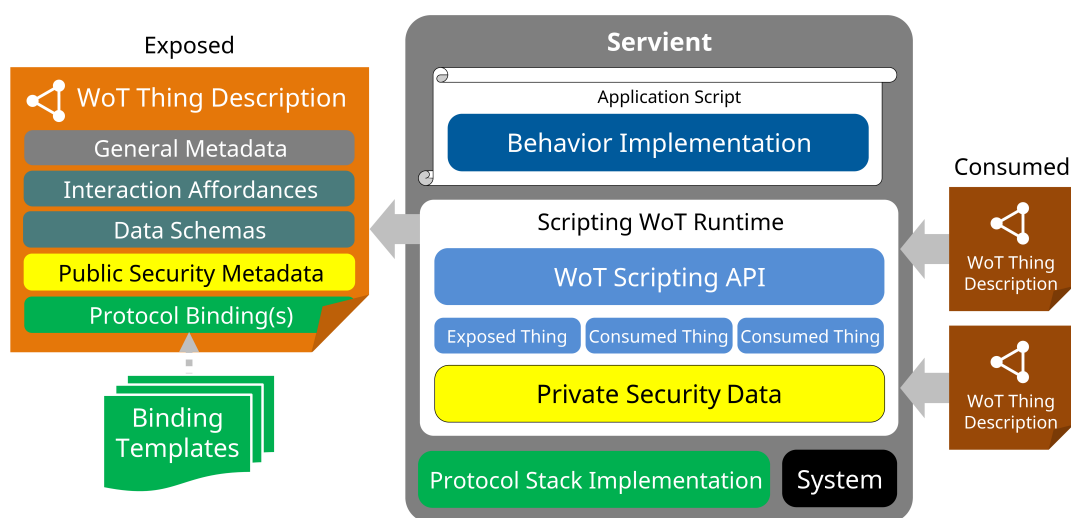 Exposed
WoT Thing Description
General Metadata
Interaction Affordances
Data Schemas
Public Security Metadata
Protocol Binding(s)
Binding
Templates
Servient
Application Script
Behavior Implementation
Scripting WoT Runtime
WoT Scripting API
Exposed Thing
Consumed Thing
Consumed Thing
Private Security Data
Protocol Stack Implementation
System
Consumed
WoT Thing
Description
WoT Thing
Description